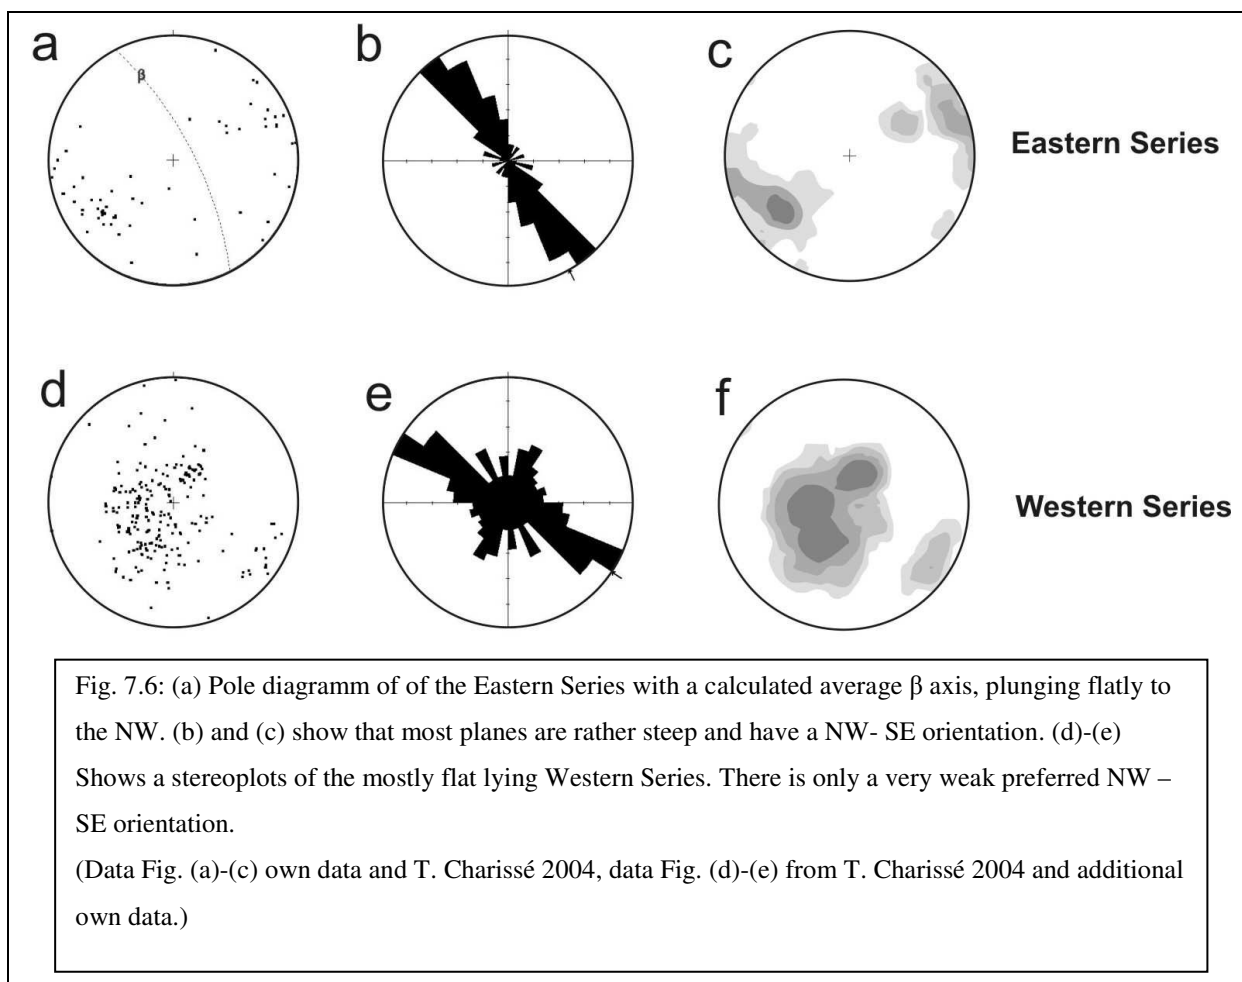 a
b
c
β
Eastern Series
d
e
f
Western Series
Fig. 7.6: (a) Pole diagramm of of the Eastern Series with a calculated average β axis, plunging flatly to
the NW. (b) and (c) show that most planes are rather steep and have a NW- SE orientation. (d)-(e)
Shows a stereoplots of the mostly flat lying Western Series. There is only a very weak preferred NW –
SE orientation.
(Data Fig. (a)-(c) own data and T. Charissé 2004, data Fig. (d)-(e) from T. Charissé 2004 and additional
own data.)